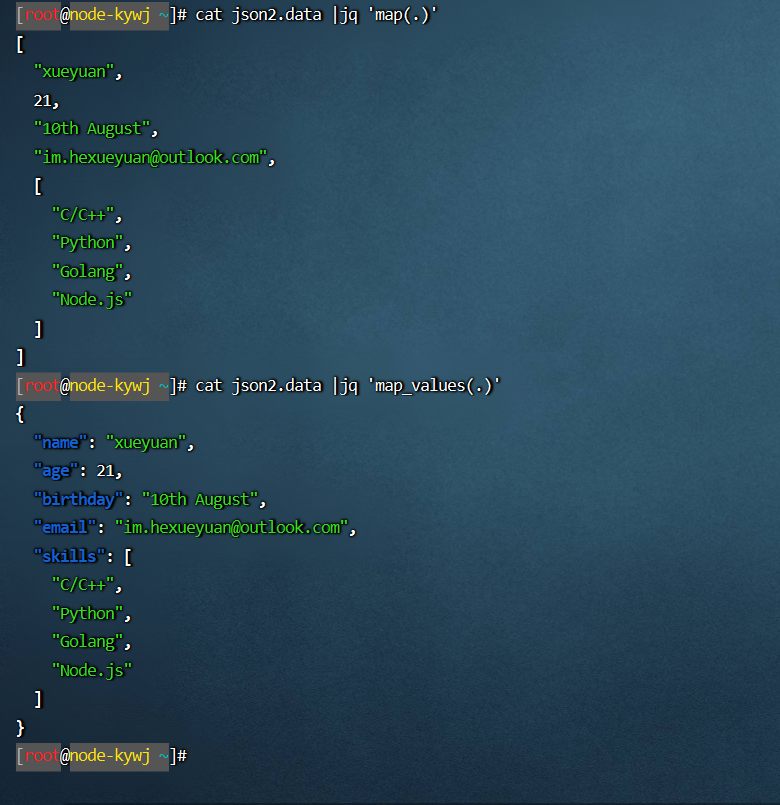 [root@node-kywj ~]# cat json2.data |jq 'map(.)'
[
  "xueyuan",
  21,
  "10th August",
  "im.hexueyuan@outlook.com",
  [
    "C/C++",
    "Python",
    "Golang",
    "Node.js"
  ]
]
[root@node-kywj ~]# cat json2.data |jq 'map_values(.)'
{
  "name": "xueyuan",
  "age": 21,
  "birthday": "10th August",
  "email": "im.hexueyuan@outlook.com",
  "skills": [
    "C/C++",
    "Python",
    "Golang",
    "Node.js"
  ]
}
[root@node-kywj ~]#